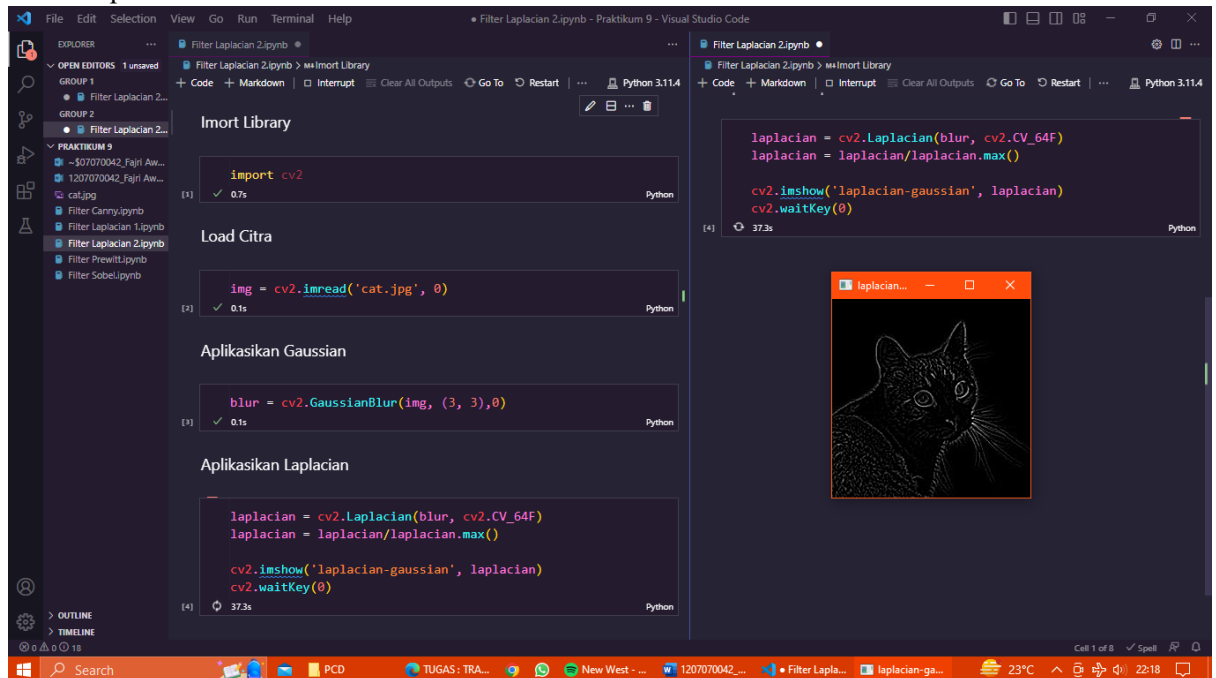 File Edit Selection View Go Run Terminal Help
● Filter Laplacian 2.ipynb - Praktikum 9 - Visual Studio Code
EXPLORER
OPEN EDITORS 1 unsaved
GROUP 1
● Filter Laplacian 2...
GROUP 2
● Filter Laplacian 2...
PRAKTIKUM 9
~$07070042_Fajri Aw...
1207070042_Fajri Aw...
cat.jpg
Filter Canny.ipynb
Filter Laplacian 1.ipynb
Filter Laplacian 2.ipynb
Filter Prewitt.ipynb
Filter Sobel.ipynb
OUTLINE
TIMELINE
Filter Laplacian 2.ipynb ●
Filter Laplacian 2.ipynb > M↓Imort Library
+ Code + Markdown | Interrupt Clear All Outputs Go To Restart | ... Python 3.11.4
Imort Library
import cv2
[1] ✓ 0.7s Python
Load Citra
img = cv2.imread('cat.jpg', 0)
[2] ✓ 0.1s Python
Aplikasikan Gaussian
blur = cv2.GaussianBlur(img, (3, 3),0)
[3] ✓ 0.1s Python
Aplikasikan Laplacian
laplacian = cv2.Laplacian(blur, cv2.CV_64F)
laplacian = laplacian/laplacian.max()
cv2.imshow('laplacian-gaussian', laplacian)
cv2.waitKey(0)
[4] 37.3s Python
Filter Laplacian 2.ipynb ●
Filter Laplacian 2.ipynb > M↓Imort Library
+ Code + Markdown | Interrupt Clear All Outputs Go To Restart | ... Python 3.11.4
laplacian = cv2.Laplacian(blur, cv2.CV_64F)
laplacian = laplacian/laplacian.max()
cv2.imshow('laplacian-gaussian', laplacian)
cv2.waitKey(0)
[4] 37.3s Python
laplacian...
0 0 18
Cell 1 of 8 ✓ Spell
Search PCD TUGAS : TRA... New West - ... 1207070042_... ● Filter Lapla... laplacian-ga... 23°C 22:18